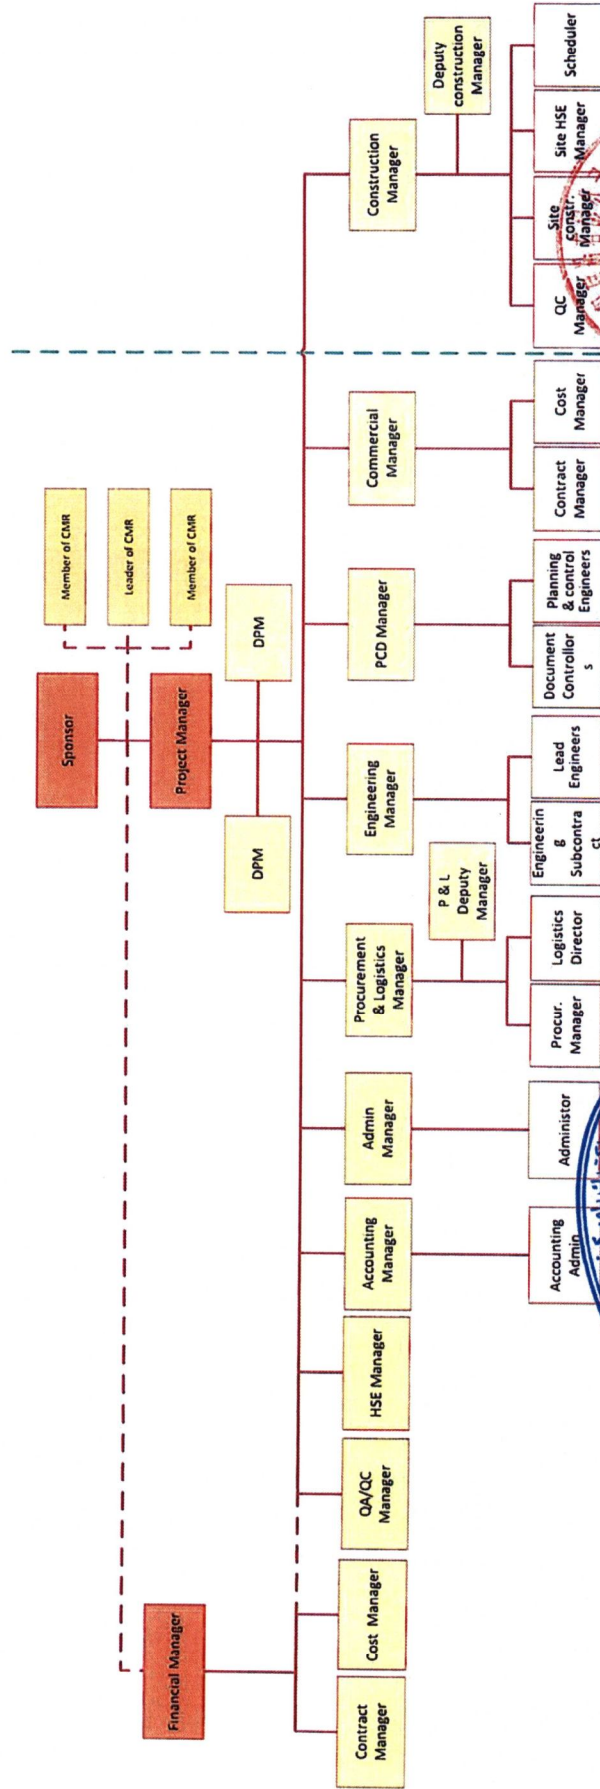 Sponsor
Member of CMR
Leader of CMR
Member of CMR
Financial Manager
Project Manager
DPM
DPM
Contract
Manager
Cost Manager
QA/QC
Manager
HSE Manager
Accounting
Manager
Admin
Manager
Procurement
& Logistics
Manager
Engineering
Manager
PCD Manager
Commercial
Manager
Construction
Manager
P & L
Deputy
Manager
Deputy
construction
Manager
Accounting
Admin
Administor
Procur.
Manager
Logistics
Director
Engineerin
g
Subcontra
ct
Lead
Engineers
Document
Controllor
s
Planning
& control
Engineers
Contract
Manager
Cost
Manager
QC
Manager
Site
constr.
Manager
Site HSE
Manager
Scheduler